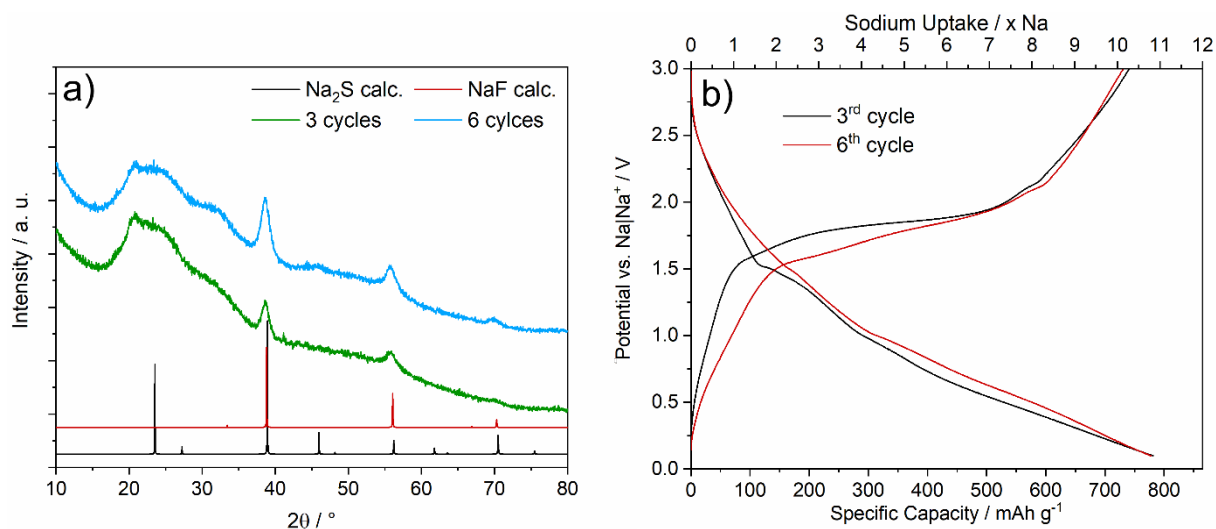 a)
Na₂S calc.
NaF calc.
3 cycles
6 cylces
Intensity / a. u.
10 20 30 40 50 60 70 80
2θ / °
Sodium Uptake / x Na
0 1 2 3 4 5 6 7 8 9 10 11 12
b)
3rd cycle
6th cycle
Potential vs. Na|Na⁺ / V
3.0
2.5
2.0
1.5
1.0
0.5
0.0
0 100 200 300 400 500 600 700 800
Specific Capacity / mAh g⁻¹